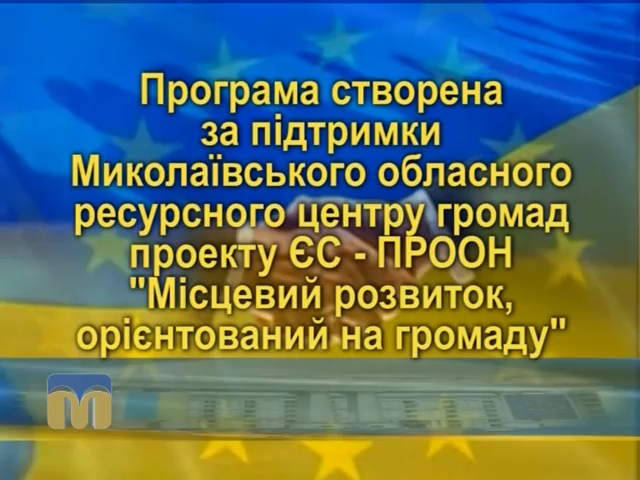 Програма створена
за підтримки
Миколаївського обласного
ресурсного центру громад
проекту ЄС - ПРООН
"Місцевий розвиток,
орієнтований на громаду"
М